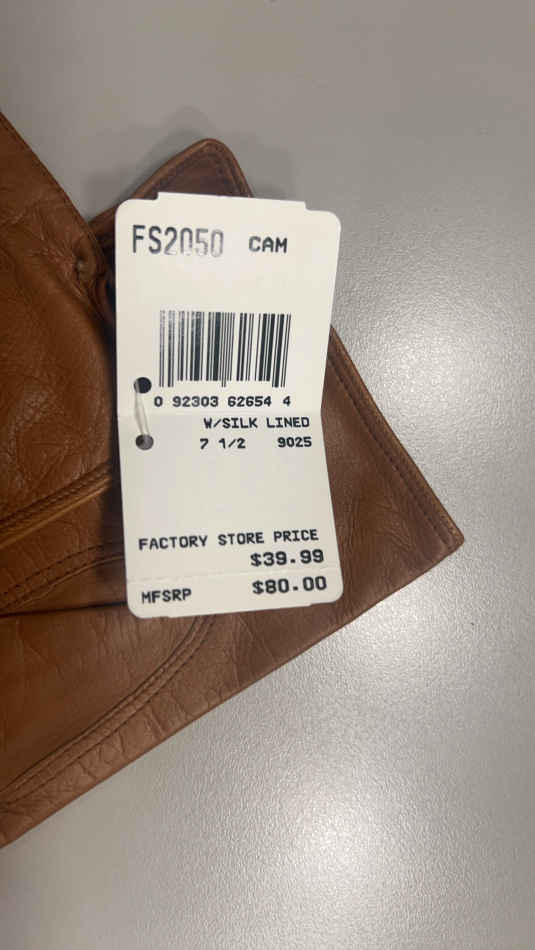 FS2050 CAM
0 92303 62654 4
W/SILK LINED
7 1/2 9025
FACTORY STORE PRICE
$39.99
MFSRP $80.00